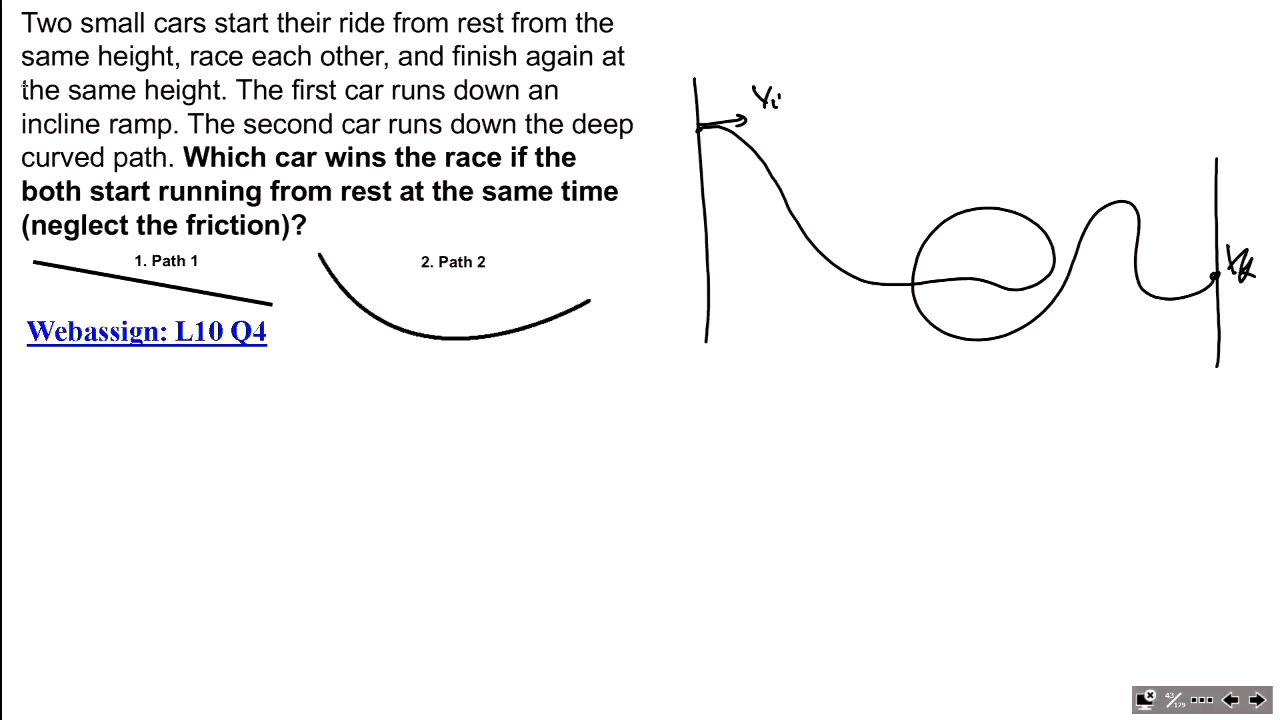 Two small cars start their ride from rest from the
same height, race each other, and finish again at
the same height. The first car runs down an
incline ramp. The second car runs down the deep
curved path. Which car wins the race if the
both start running from rest at the same time
(neglect the friction)?
1. Path 1
2. Path 2
Webassign: L10 Q4
43/179